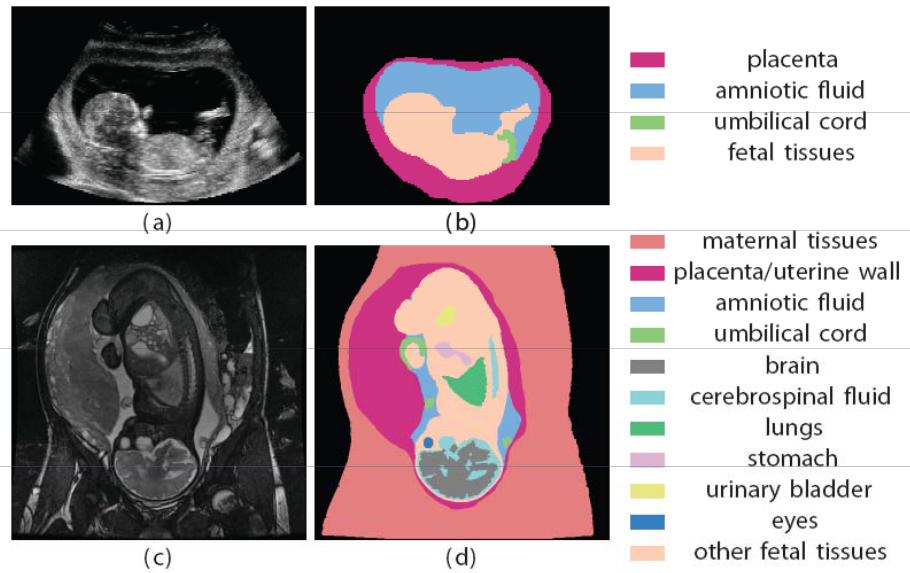 placenta
amniotic fluid
umbilical cord
fetal tissues
(a)
(b)
maternal tissues
placenta/uterine wall
amniotic fluid
umbilical cord
brain
cerebrospinal fluid
lungs
stomach
urinary bladder
eyes
other fetal tissues
(c)
(d)